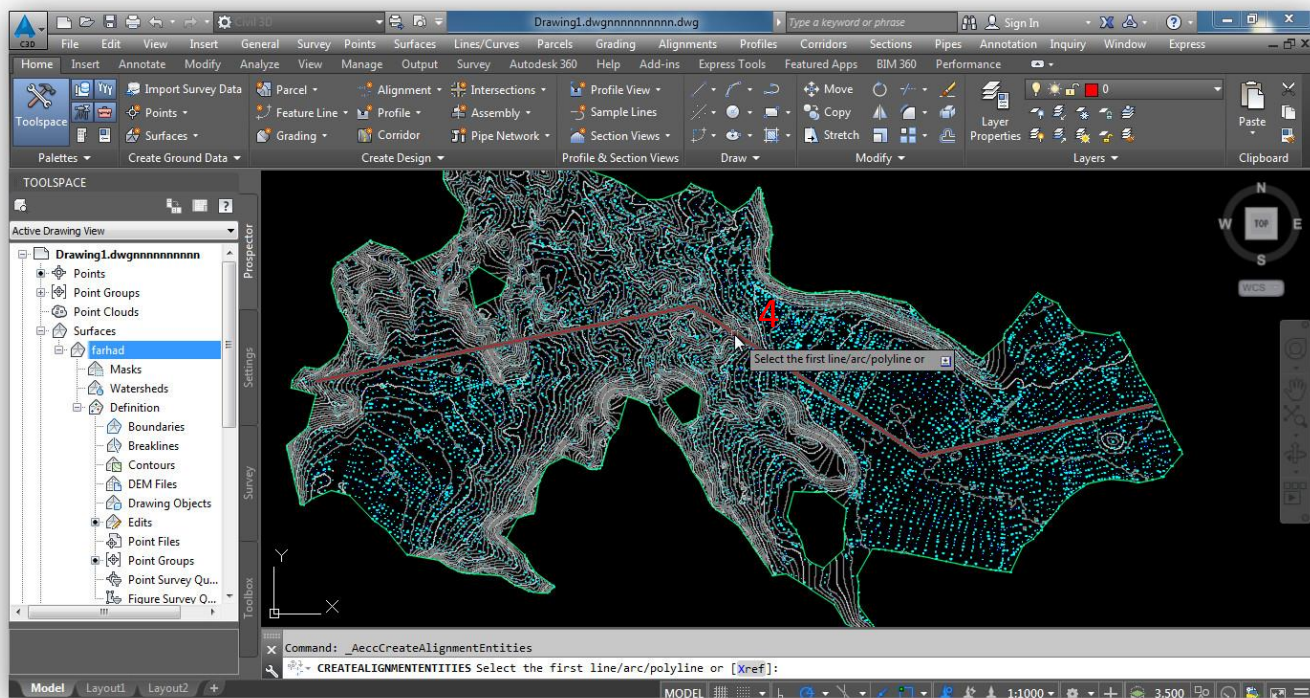 Civil 3D
Drawing1.dwgnnnnnnnnnn.dwg
Type a keyword or phrase
Sign In
C3D
File Edit View Insert General Survey Points Surfaces Lines/Curves Parcels Grading Alignments Profiles Corridors Sections Pipes Annotation Inquiry Window Express
Home Insert Annotate Modify Analyze View Manage Output Survey Autodesk 360 Help Add-ins Express Tools Featured Apps BIM 360 Performance
Import Survey Data Parcel Alignment Intersections Profile View Move 0
Points Feature Line Profile Assembly Sample Lines Copy
Toolspace
Surfaces Grading Corridor Pipe Network Section Views Stretch
Layer
Properties
Paste
Palettes Create Ground Data Create Design Profile & Section Views Draw Modify Layers Clipboard
TOOLSPACE
Active Drawing View
Drawing1.dwgnnnnnnnnnn
Points
Point Groups
Point Clouds
Surfaces
farhad
Masks
Watersheds
Definition
Boundaries
Breaklines
Contours
DEM Files
Drawing Objects
Edits
Point Files
Point Groups
Point Survey Qu...
Figure Survey Q...
Prospector
Settings
Survey
Toolbox
4
Select the first line/arc/polyline or
N
W TOP E
S
WCS
Y
X
Command: _AeccCreateAlignmentEntities
CREATEALIGNMENTENTITIES Select the first line/arc/polyline or [Xref]:
Model Layout1 Layout2 +
MODEL 1:1000 3.500